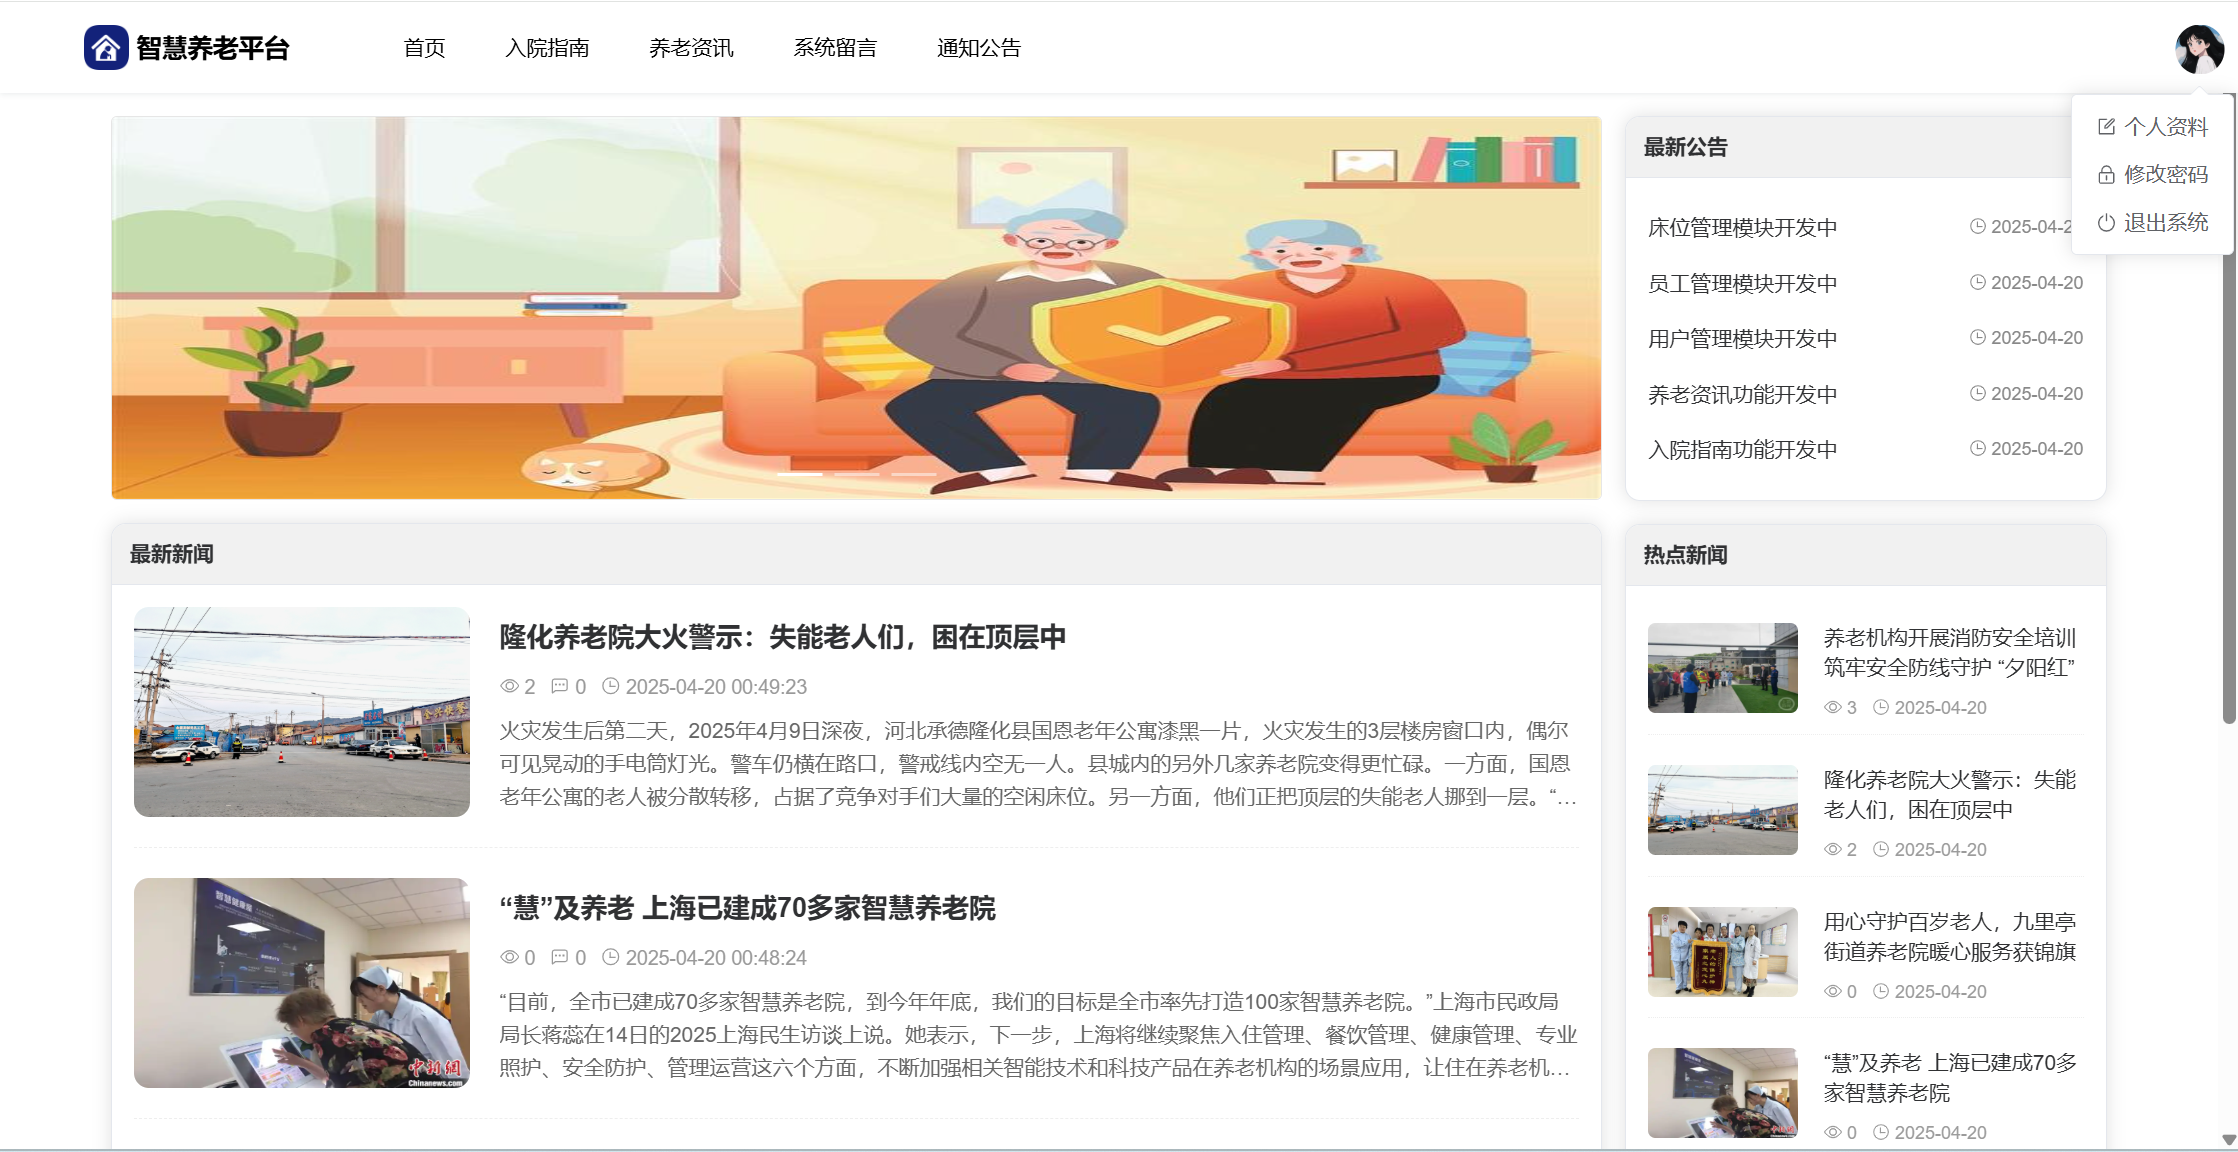 智慧养老平台
首页
入院指南
养老资讯
系统留言
通知公告
个人资料
修改密码
退出系统
最新公告
床位管理模块开发中
2025-04-2
员工管理模块开发中
2025-04-20
用户管理模块开发中
2025-04-20
养老资讯功能开发中
2025-04-20
入院指南功能开发中
2025-04-20
最新新闻
隆化养老院大火警示：失能老人们，困在顶层中
2 0 2025-04-20 00:49:23
火灾发生后第二天，2025年4月9日深夜，河北承德隆化县国恩老年公寓漆黑一片，火灾发生的3层楼房窗口内，偶尔
可见晃动的手电筒灯光。警车仍横在路口，警戒线内空无一人。县城内的另外几家养老院变得更忙碌。一方面，国恩
老年公寓的老人被分散转移，占据了竞争对手们大量的空闲床位。另一方面，他们正把顶层的失能老人挪到一层。“…
智慧健康屋
中新网
Chinanews.com
“慧”及养老 上海已建成70多家智慧养老院
0 0 2025-04-20 00:48:24
“目前，全市已建成70多家智慧养老院，到今年年底，我们的目标是全市率先打造100家智慧养老院。”上海市民政局
局长蒋蕊在14日的2025上海民生访谈上说。她表示，下一步，上海将继续聚焦入住管理、餐饮管理、健康管理、专业
照护、安全防护、管理运营这六个方面，不断加强相关智能技术和科技产品在养老机构的场景应用，让住在养老机…
热点新闻
养老机构开展消防安全培训
筑牢安全防线守护 “夕阳红”
3 2025-04-20
隆化养老院大火警示：失能
老人们，困在顶层中
2 2025-04-20
用心守护百岁老人，九里亭
街道养老院暖心服务获锦旗
0 2025-04-20
“慧”及养老 上海已建成70多
家智慧养老院
0 2025-04-20